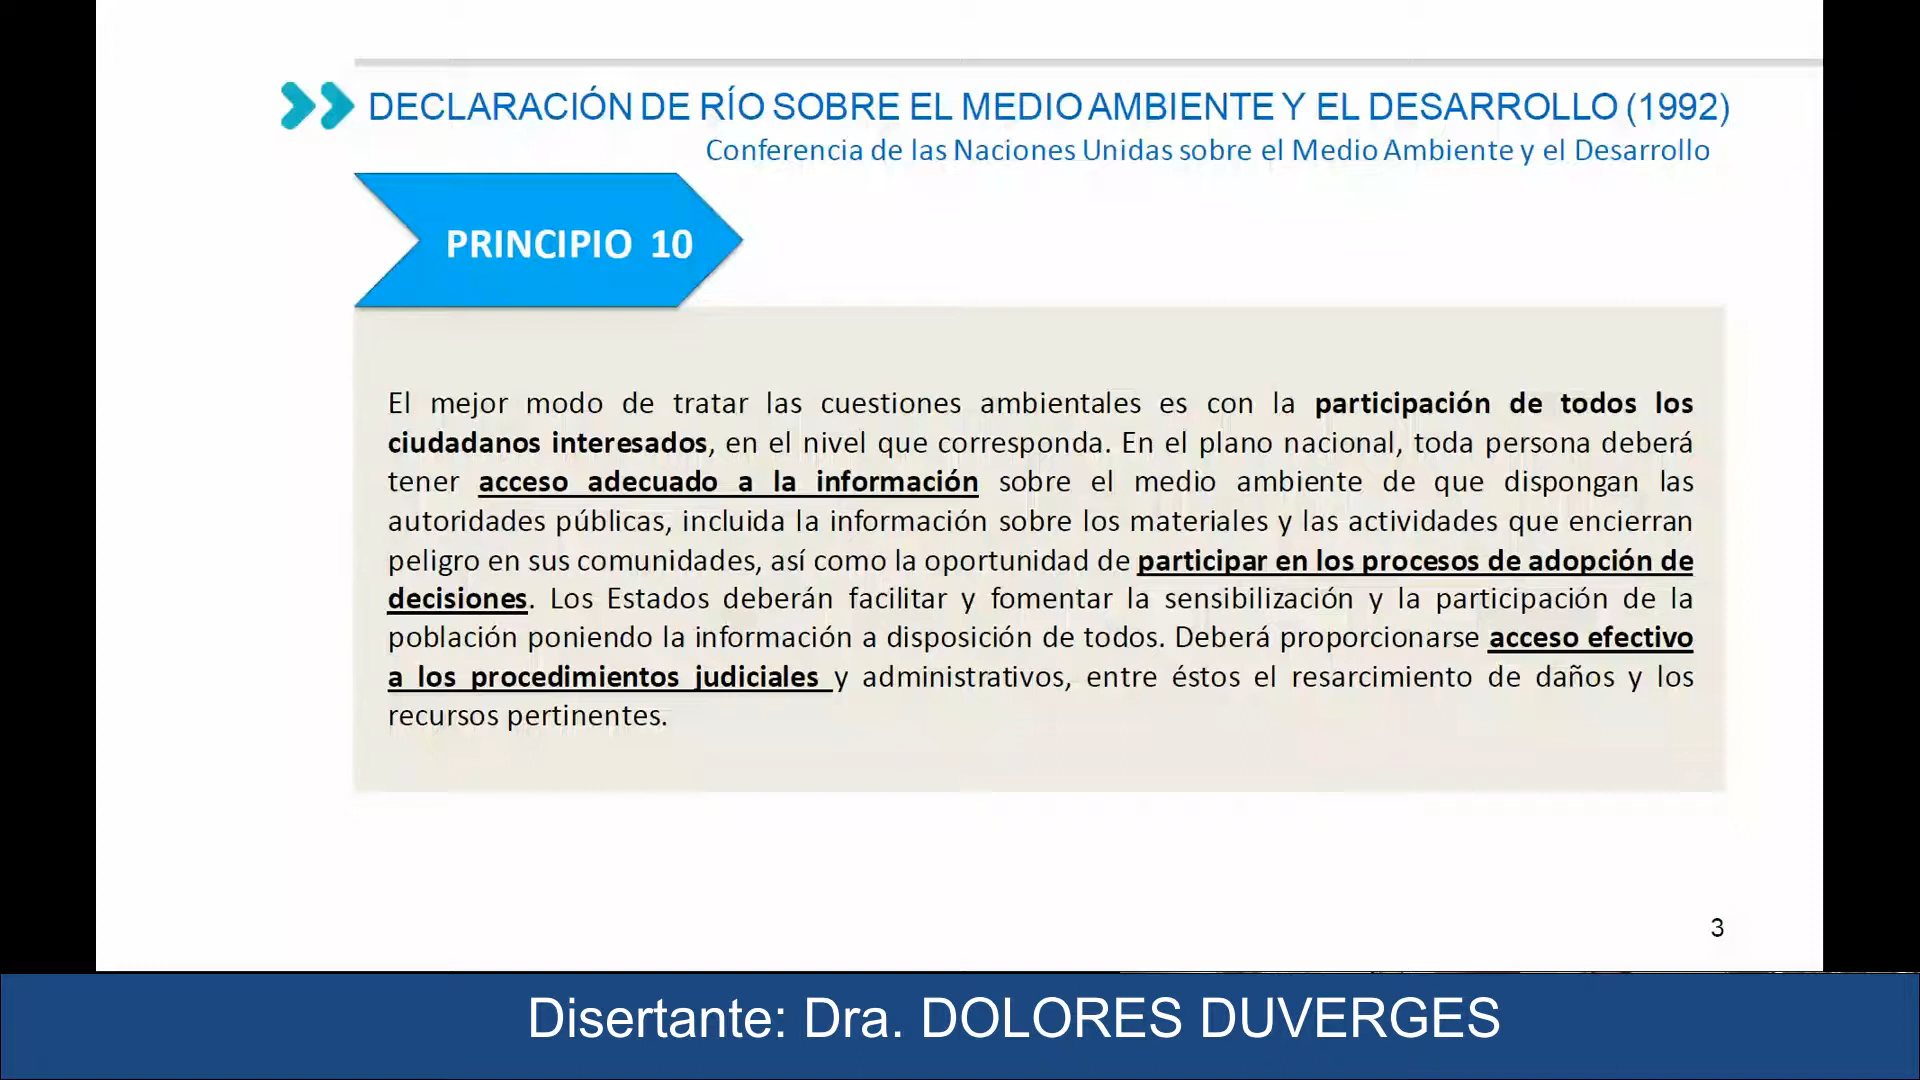 DECLARACIÓN DE RÍO SOBRE EL MEDIO AMBIENTE Y EL DESARROLLO (1992)
Conferencia de las Naciones Unidas sobre el Medio Ambiente y el Desarrollo
PRINCIPIO 10
El mejor modo de tratar las cuestiones ambientales es con la participación de todos los
ciudadanos interesados, en el nivel que corresponda. En el plano nacional, toda persona deberá
tener acceso adecuado a la información sobre el medio ambiente de que dispongan las
autoridades públicas, incluida la información sobre los materiales y las actividades que encierran
peligro en sus comunidades, así como la oportunidad de participar en los procesos de adopción de
decisiones. Los Estados deberán facilitar y fomentar la sensibilización y la participación de la
población poniendo la información a disposición de todos. Deberá proporcionarse acceso efectivo
a los procedimientos judiciales y administrativos, entre éstos el resarcimiento de daños y los
recursos pertinentes.
3
Disertante: Dra. DOLORES DUVERGES